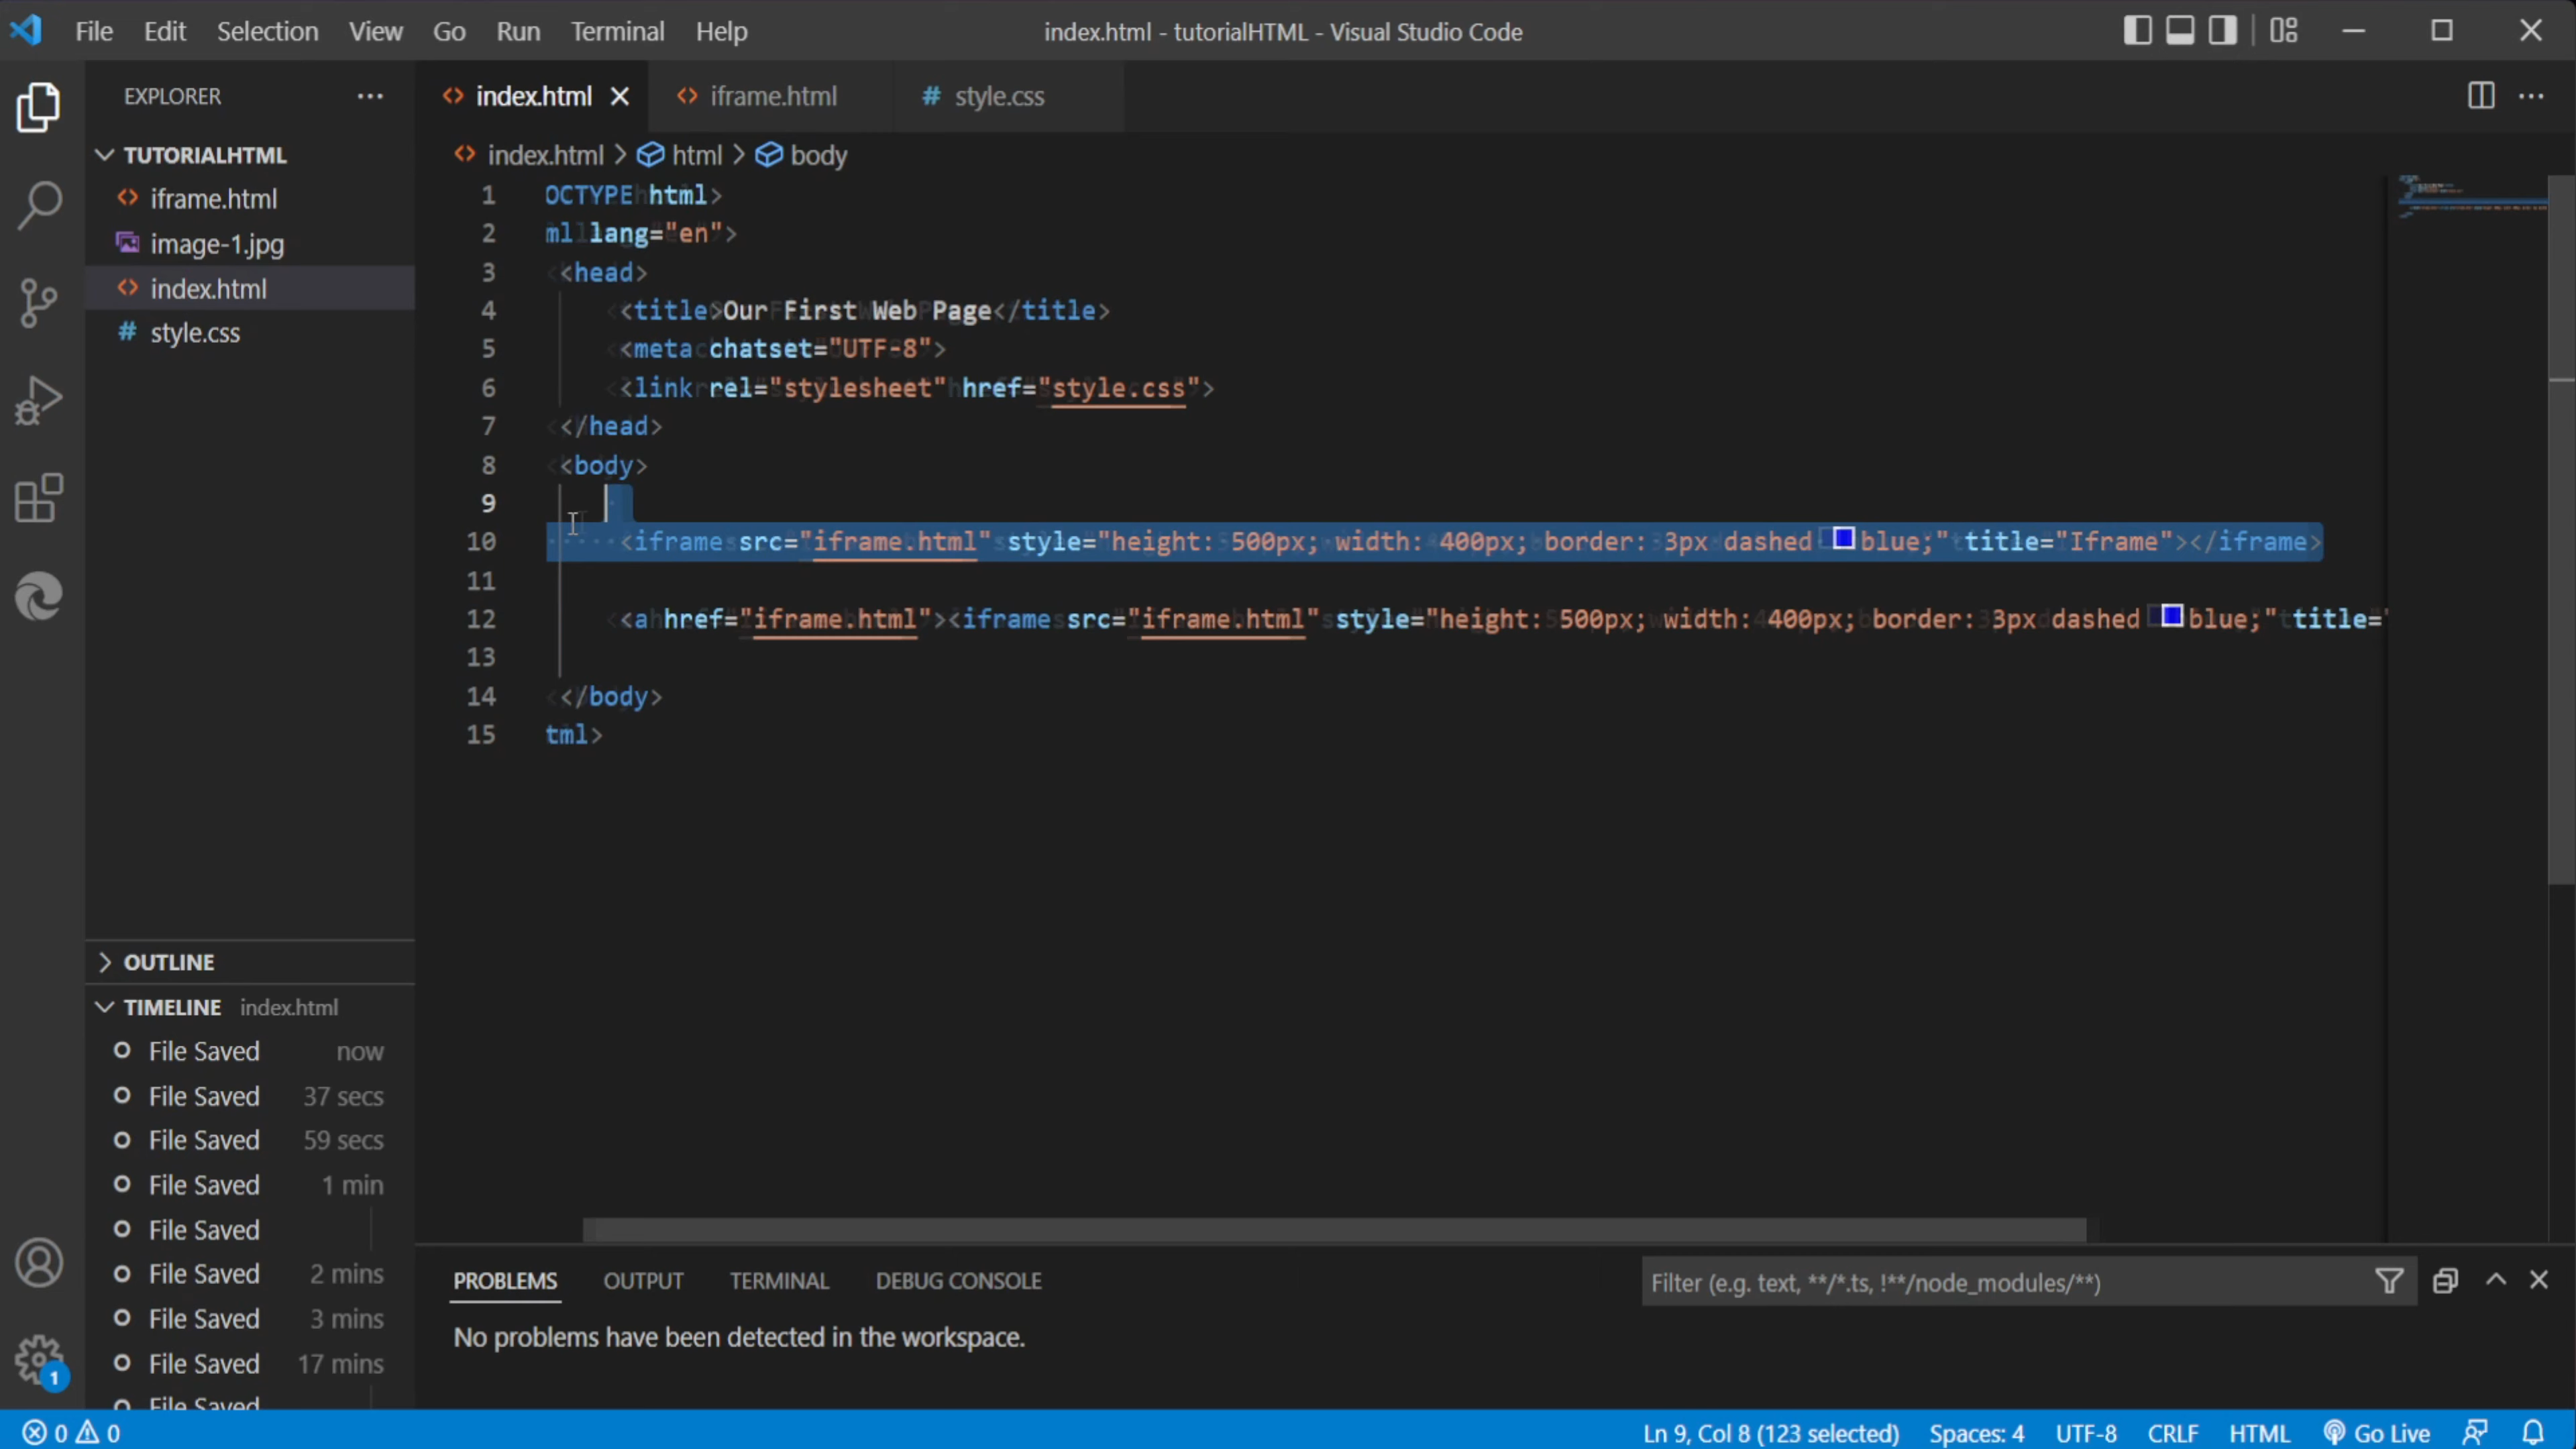 File Edit Selection View Go Run Terminal Help
index.html - tutorialHTML - Visual Studio Code
EXPLORER
index.html
iframe.html
# style.css
TUTORIALHTML
iframe.html
image-1.jpg
index.html
# style.css
index.html > html > body
1 OCTYPE html>
2 ml lang="en">
3 <head>
4 <title>Our First Web Page</title>
5 <meta chatset="UTF-8">
6 <link rel="stylesheet" href="style.css">
7 </head>
8 <body>
9
10 <iframe src="iframe.html" style="height: 500px; width: 400px; border: 3px dashed blue;" title="Iframe"></iframe>
11
12 <a href="iframe.html"><iframe src="iframe.html" style="height: 500px; width: 400px; border: 3px dashed blue;" title="
13
14 </body>
15 tml>
OUTLINE
TIMELINE index.html
File Saved now
File Saved 37 secs
File Saved 59 secs
File Saved 1 min
File Saved
File Saved 2 mins
File Saved 3 mins
File Saved 17 mins
File Saved
1
PROBLEMS OUTPUT TERMINAL DEBUG CONSOLE
Filter (e.g. text, **/*.ts, !**/node_modules/**)
No problems have been detected in the workspace.
0 0
Ln 9, Col 8 (123 selected) Spaces: 4 UTF-8 CRLF HTML Go Live